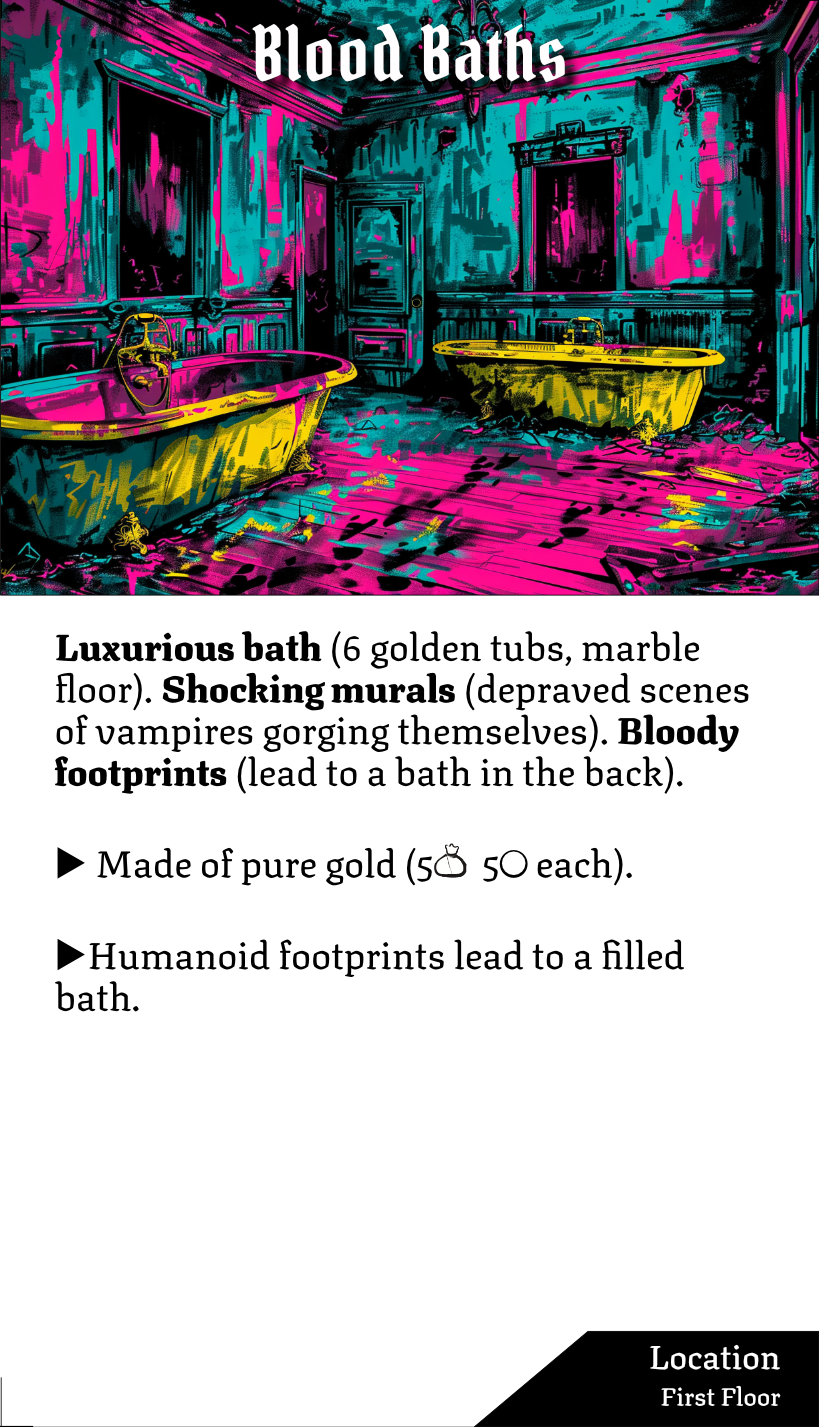 Blood Baths
Luxurious bath (6 golden tubs, marble
floor). Shocking murals (depraved scenes
of vampires gorging themselves). Bloody
footprints (lead to a bath in the back).
▶ Made of pure gold (5 5 each).
▶Humanoid footprints lead to a filled
bath.
Location
First Floor